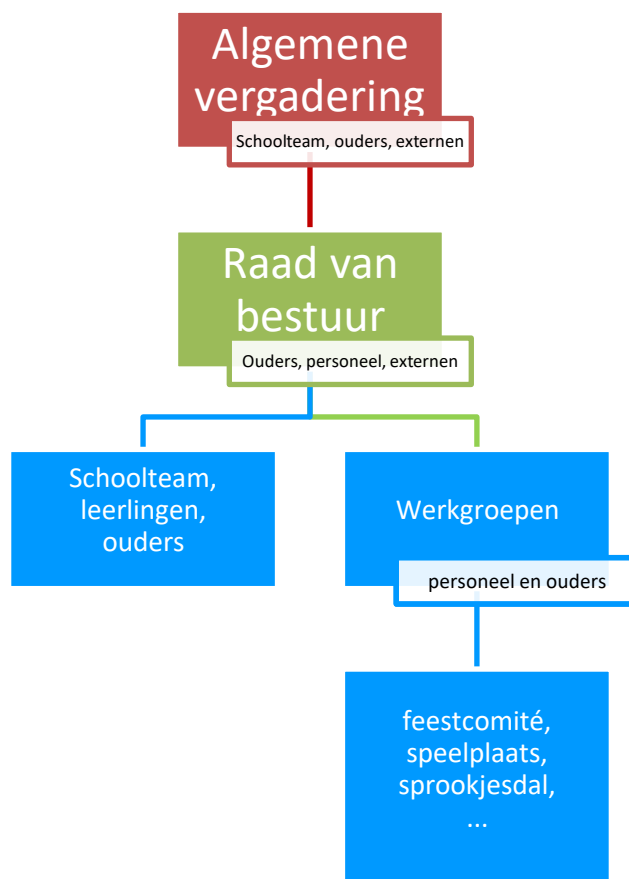 Algemene
vergadering
Schoolteam, ouders, externen
Raad van
bestuur
Ouders, personeel, externen
Schoolteam,
leerlingen,
ouders
Werkgroepen
personeel en ouders
feestcomité,
speelplaats,
sprookjesdal,
...